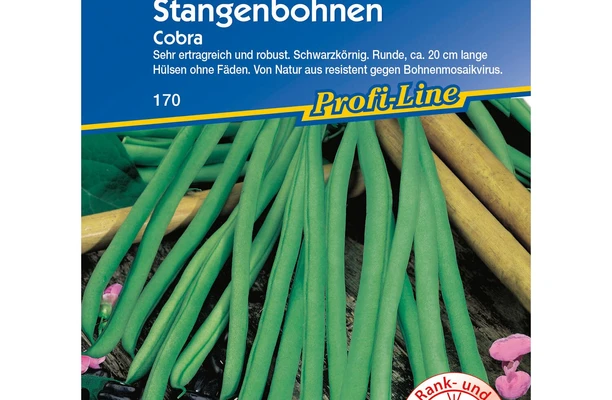 Stangenbohnen
Cobra
Sehr ertragreich und robust. Schwarzkörnig. Runde, ca. 20 cm lange
Hülsen ohne Fäden. Von Natur aus resistent gegen Bohnenmosaikvirus.
170
Profi-Line
Rank- und